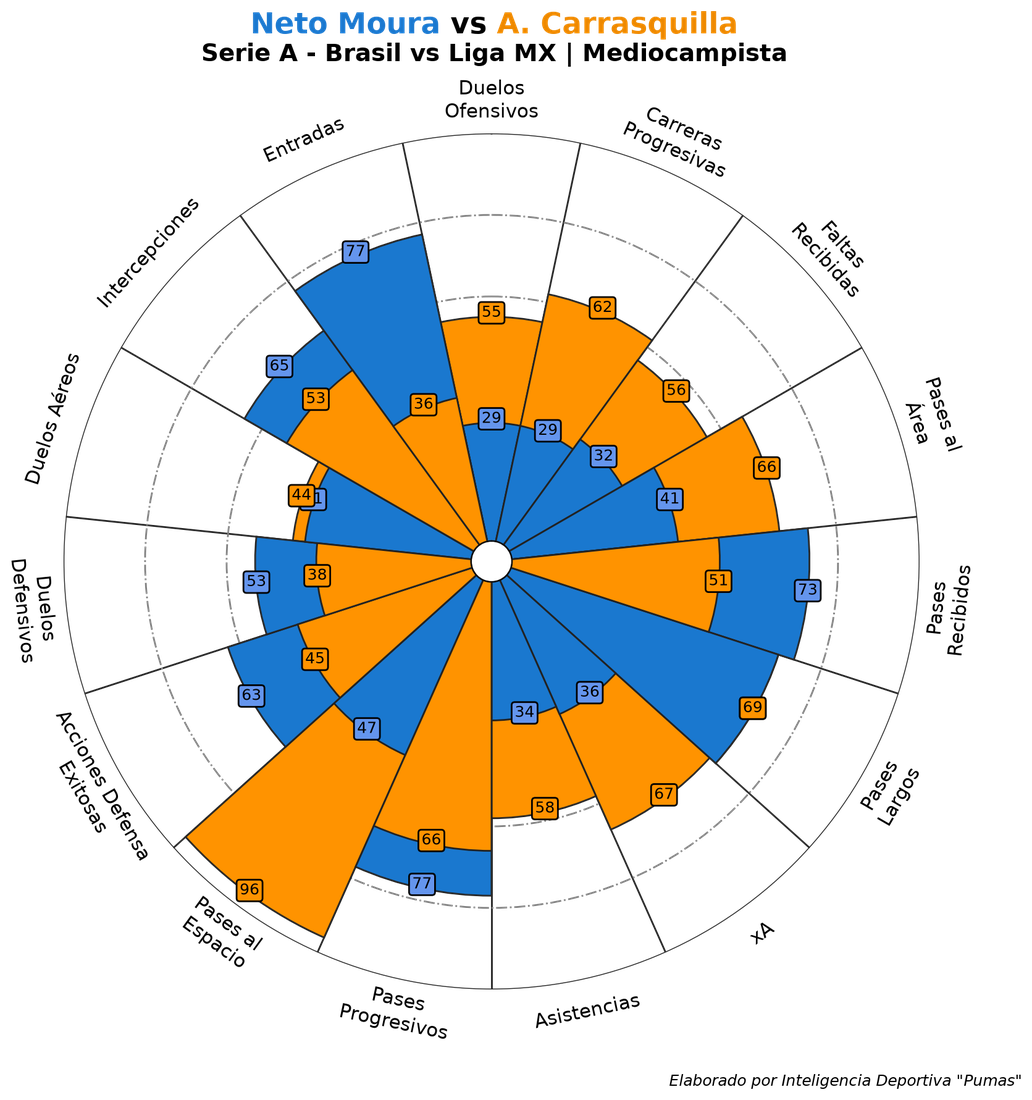 Neto Moura vs A. Carrasquilla
Serie A - Brasil vs Liga MX | Mediocampista
Duelos
Ofensivos
55
29
Carreras
Progresivas
62
29
Faltas
Recibidas
56
32
Pases al
Área
66
41
Pases
Recibidos
73
51
Pases
Largos
69
xA
67
36
Asistencias
58
34
Pases
Progresivos
77
66
Pases al
Espacio
96
47
Acciones Defensa
Exitosas
63
45
Duelos
Defensivos
53
38
Duelos Aéreos
44
Intercepciones
65
53
Entradas
77
36
Elaborado por Inteligencia Deportiva "Pumas"